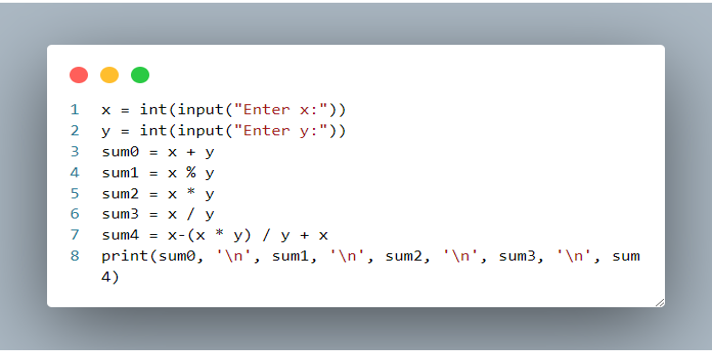 1 x = int(input("Enter x:"))
2 y = int(input("Enter y:"))
3 sum0 = x + y
4 sum1 = x % y
5 sum2 = x * y
6 sum3 = x / y
7 sum4 = x-(x * y) / y + x
8 print(sum0, '\n', sum1, '\n', sum2, '\n', sum3, '\n', sum
4)